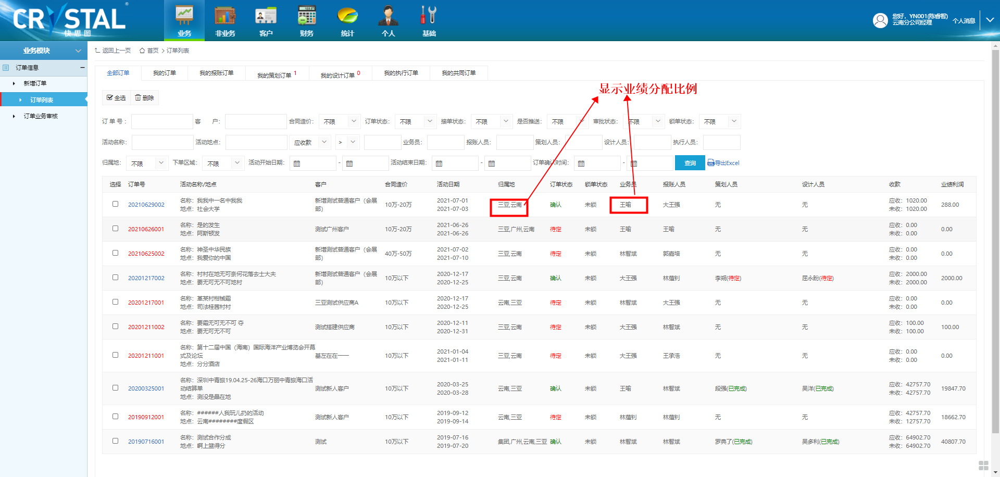 CRYSTAL ®
快思图
业务 非业务 客户 财务 统计 个人 基础
您好，YN001(陈睿智)
云南分公司经理
个人消息
业务模块
订单信息
新增订单
订单列表
订单业务审核
返回上一页 首页 订单列表
全部订单 我的订单 我的报账订单 我的策划订单 1 我的设计订单 0 我的执行订单 我的共同订单
显示业绩分配比例
全选 删除
订 单 号： 客 户： 合同造价： 不限 订单状态： 不限 接单状态： 不限 是否推送： 不限 审批状态： 不限 锁单状态： 不限
活动名称： 活动地点： 应收款 > 业务员： 报账人员： 策划人员： 设计人员： 执行人员：
归属地： 不限 下单区域： 不限 活动开始日期： - 活动结束日期： - 订单确认时间： - 查询 导出Excel
选择 订单号 活动名称/地点 客户 合同造价 活动日期 归属地 订单状态 锁单状态 业务员 报账人员 策划人员 设计人员 收款 业绩利润
20210629002 名称：我我中一名中我我 地点：社会大学 新增测试普通客户（会展部） 10万-20万 2021-07-01 2021-07-03 三亚,云南 确认 未锁 王喻 大王强 无 无 应收：1020.00 未收：1020.00 288.00
20210626001 名称：是的发生 地点：阿斯顿发 测试广州客户 10万-20万 2021-06-26 2021-06-26 三亚,广州,云南 待定 未锁 王喻 王喻 无 无 应收：0.00 未收：0.00 0.00
20210625002 名称：神圣中华民族 地点：我爱你的中国 新增测试普通客户（会展部） 40万-50万 2021-07-02 2021-07-10 三亚,云南 待定 未锁 林智斌 郭嘉培 无 无 应收：0.00 未收：0.00 0.00
20201217002 名称：村村在地无可奈何花落去士大夫 地点：要无可无不可地村 新增测试普通客户（会展部） 10万以下 2020-12-17 2020-12-25 三亚,云南 确认 未锁 大王强 林蕴钊 李朔(待定) 屈永盼(待定) 应收：2000.00 未收：2000.00 2000.00
20201217001 名称：革某村柑械霜 地点：司法桂茜村村 三亚测试供应商A 10万以下 2020-12-17 2020-12-25 云南,三亚 待定 未锁 林智斌 大王强 无 无 应收：0.00 未收：0.00 0.00
20201211002 名称：要霜无可无不可 夺 地点：要无可无不可 测试搭建供应商 10万以下 2020-12-11 2020-12-31 三亚,云南 待定 未锁 大王强 林智斌 无 无 应收：100.00 未收：100.00 100.00
20201211001 名称：第十二届中国（海南）国际海洋产业博览会开幕式及论坛 地点：分分酒店 基左在在一一 10万以下 2021-01-04 2021-01-11 三亚,云南 待定 未锁 大王强 王承浩 无 无 应收：0.00 未收：0.00 0.00
20200325001 名称：深圳中青旅19.04.25-26海口万丽中青旅海口活动结算单 地点：测没是晶在地 测试新人客户 10万以下 2020-03-25 2020-03-28 云南,三亚 确认 未锁 王喻 林智斌 段强(已完成) 吴洋(已完成) 应收：42757.70 未收：42757.70 19847.70
20190912001 名称：######人我玩儿扔的活动 地点：云南########度假区 测试新人客户 10万以下 2019-09-12 2019-09-14 云南,三亚 待定 未锁 林蕴钊 林蕴钊 无 无 应收：42757.70 未收：12757.70 18662.70
20190716001 名称：测试合作分成 地点：啊上篮得分 测试 10万以下 2019-07-16 2019-07-20 集团,广州,云南,三亚 确认 未锁 林智斌 林智斌 罗典了(已完成) 吴多利(已完成) 应收：64902.70 未收：64902.70 40807.70